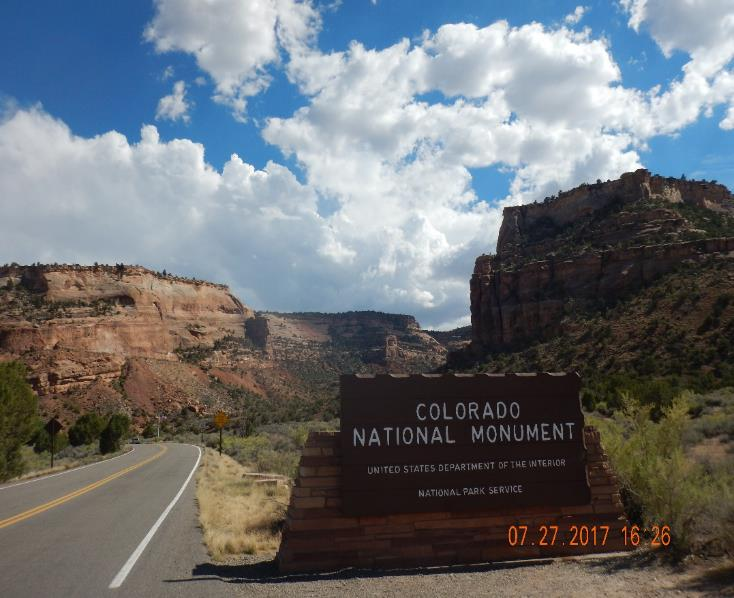 COLORADO
NATIONAL MONUMENT
UNITED STATES DEPARTMENT OF THE INTERIOR
NATIONAL PARK SERVICE
07.27.2017 16:26